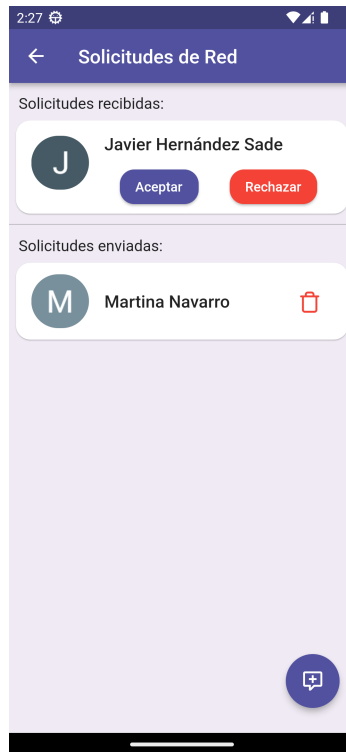 2:27
Solicitudes de Red
Solicitudes recibidas:
J
Javier Hernández Sade
Aceptar Rechazar
Solicitudes enviadas:
M
Martina Navarro